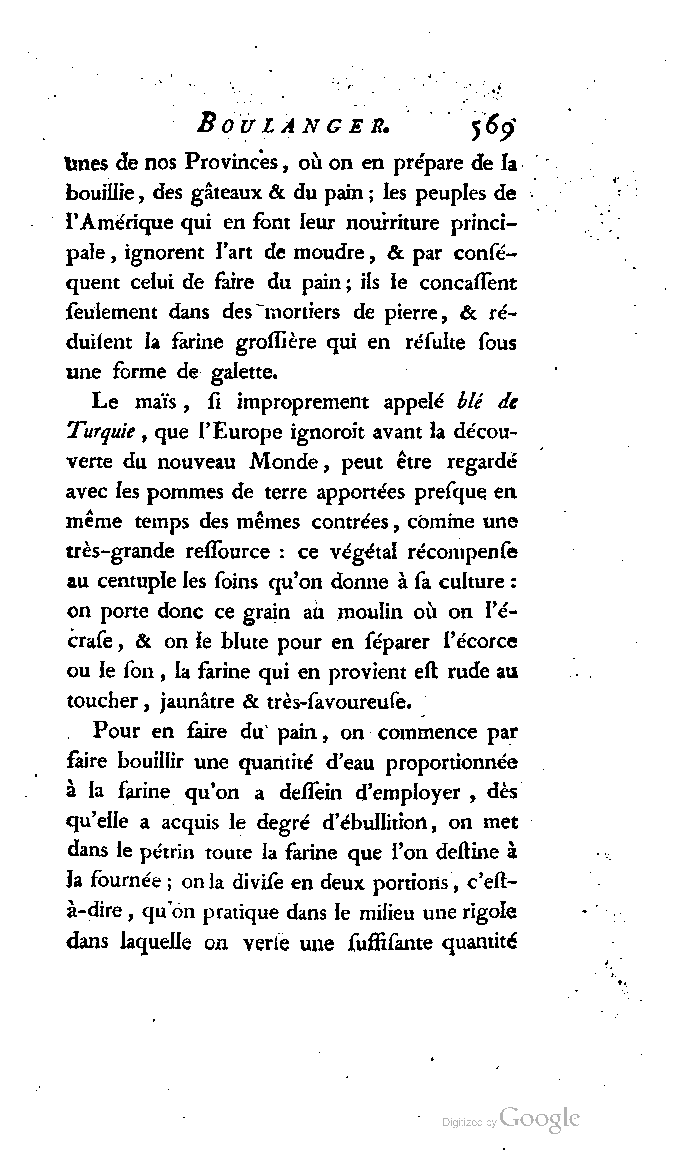 BOULANGER. 569
unes de nos Provinces, où on en prépare de la
bouillie, des gâteaux & du pain; les peuples de
l'Amérique qui en font leur nourriture princi-
pale, ignorent l'art de moudre, & par conſé-
quent celui de faire du pain; ils le concaſſent
ſeulement dans des mortiers de pierre, & ré-
duiſent la farine groſſière qui en réſulte ſous
une forme de galette.
Le maïs, ſi improprement appelé blé de
Turquie, que l'Europe ignoroit avant la décou-
verte du nouveau Monde, peut être regardé
avec les pommes de terre apportées preſque en
même temps des mêmes contrées, comme une
très-grande reſſource : ce végétal récompenſe
au centuple les ſoins qu'on donne à ſa culture :
on porte donc ce grain au moulin où on l'é-
craſe, & on le blute pour en ſéparer l'écorce
ou le ſon, la farine qui en provient eſt rude au
toucher, jaunâtre & très-ſavoureuſe.
Pour en faire du pain, on commence par
faire bouillir une quantité d'eau proportionnée
à la farine qu'on a deſſein d'employer, dès
qu'elle a acquis le degré d'ébullition, on met
dans le pétrin toute la farine que l'on deſtine à
la fournée; on la diviſe en deux portions, c'eſt-
à-dire, qu'on pratique dans le milieu une rigole
dans laquelle on verſe une ſuffiſante quantité
Digitized by Google